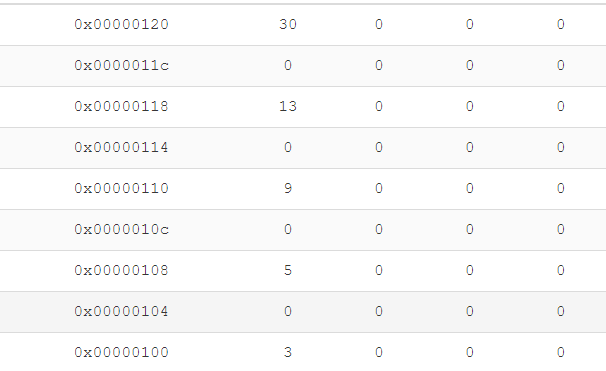 0x00000120 30 0 0 0
0x0000011c 0 0 0 0
0x00000118 13 0 0 0
0x00000114 0 0 0 0
0x00000110 9 0 0 0
0x0000010c 0 0 0 0
0x00000108 5 0 0 0
0x00000104 0 0 0 0
0x00000100 3 0 0 0